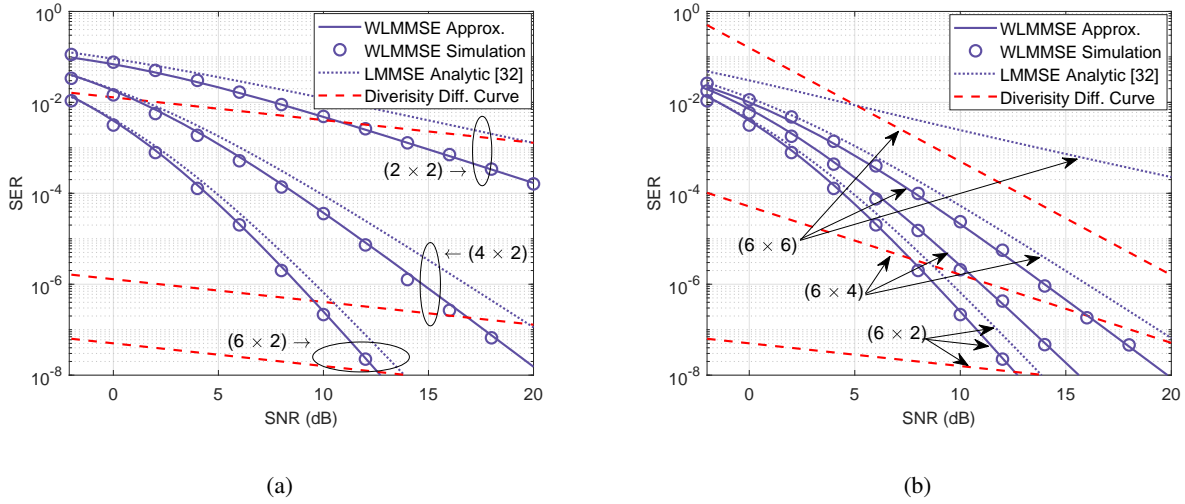 10^0
10^-2
10^-4
10^-6
10^-8
SER
0
5
10
15
20
SNR (dB)
WLMMSE Approx.
WLMMSE Simulation
LMMSE Analytic [32]
Diverisity Diff. Curve
(2 × 2) →
← (4 × 2)
(6 × 2) →
(a)
10^0
10^-2
10^-4
10^-6
10^-8
SER
0
5
10
15
20
SNR (dB)
WLMMSE Approx.
WLMMSE Simulation
LMMSE Analytic [32]
Diverisity Diff. Curve
(6 × 6)
(6 × 4)
(6 × 2)
(b)